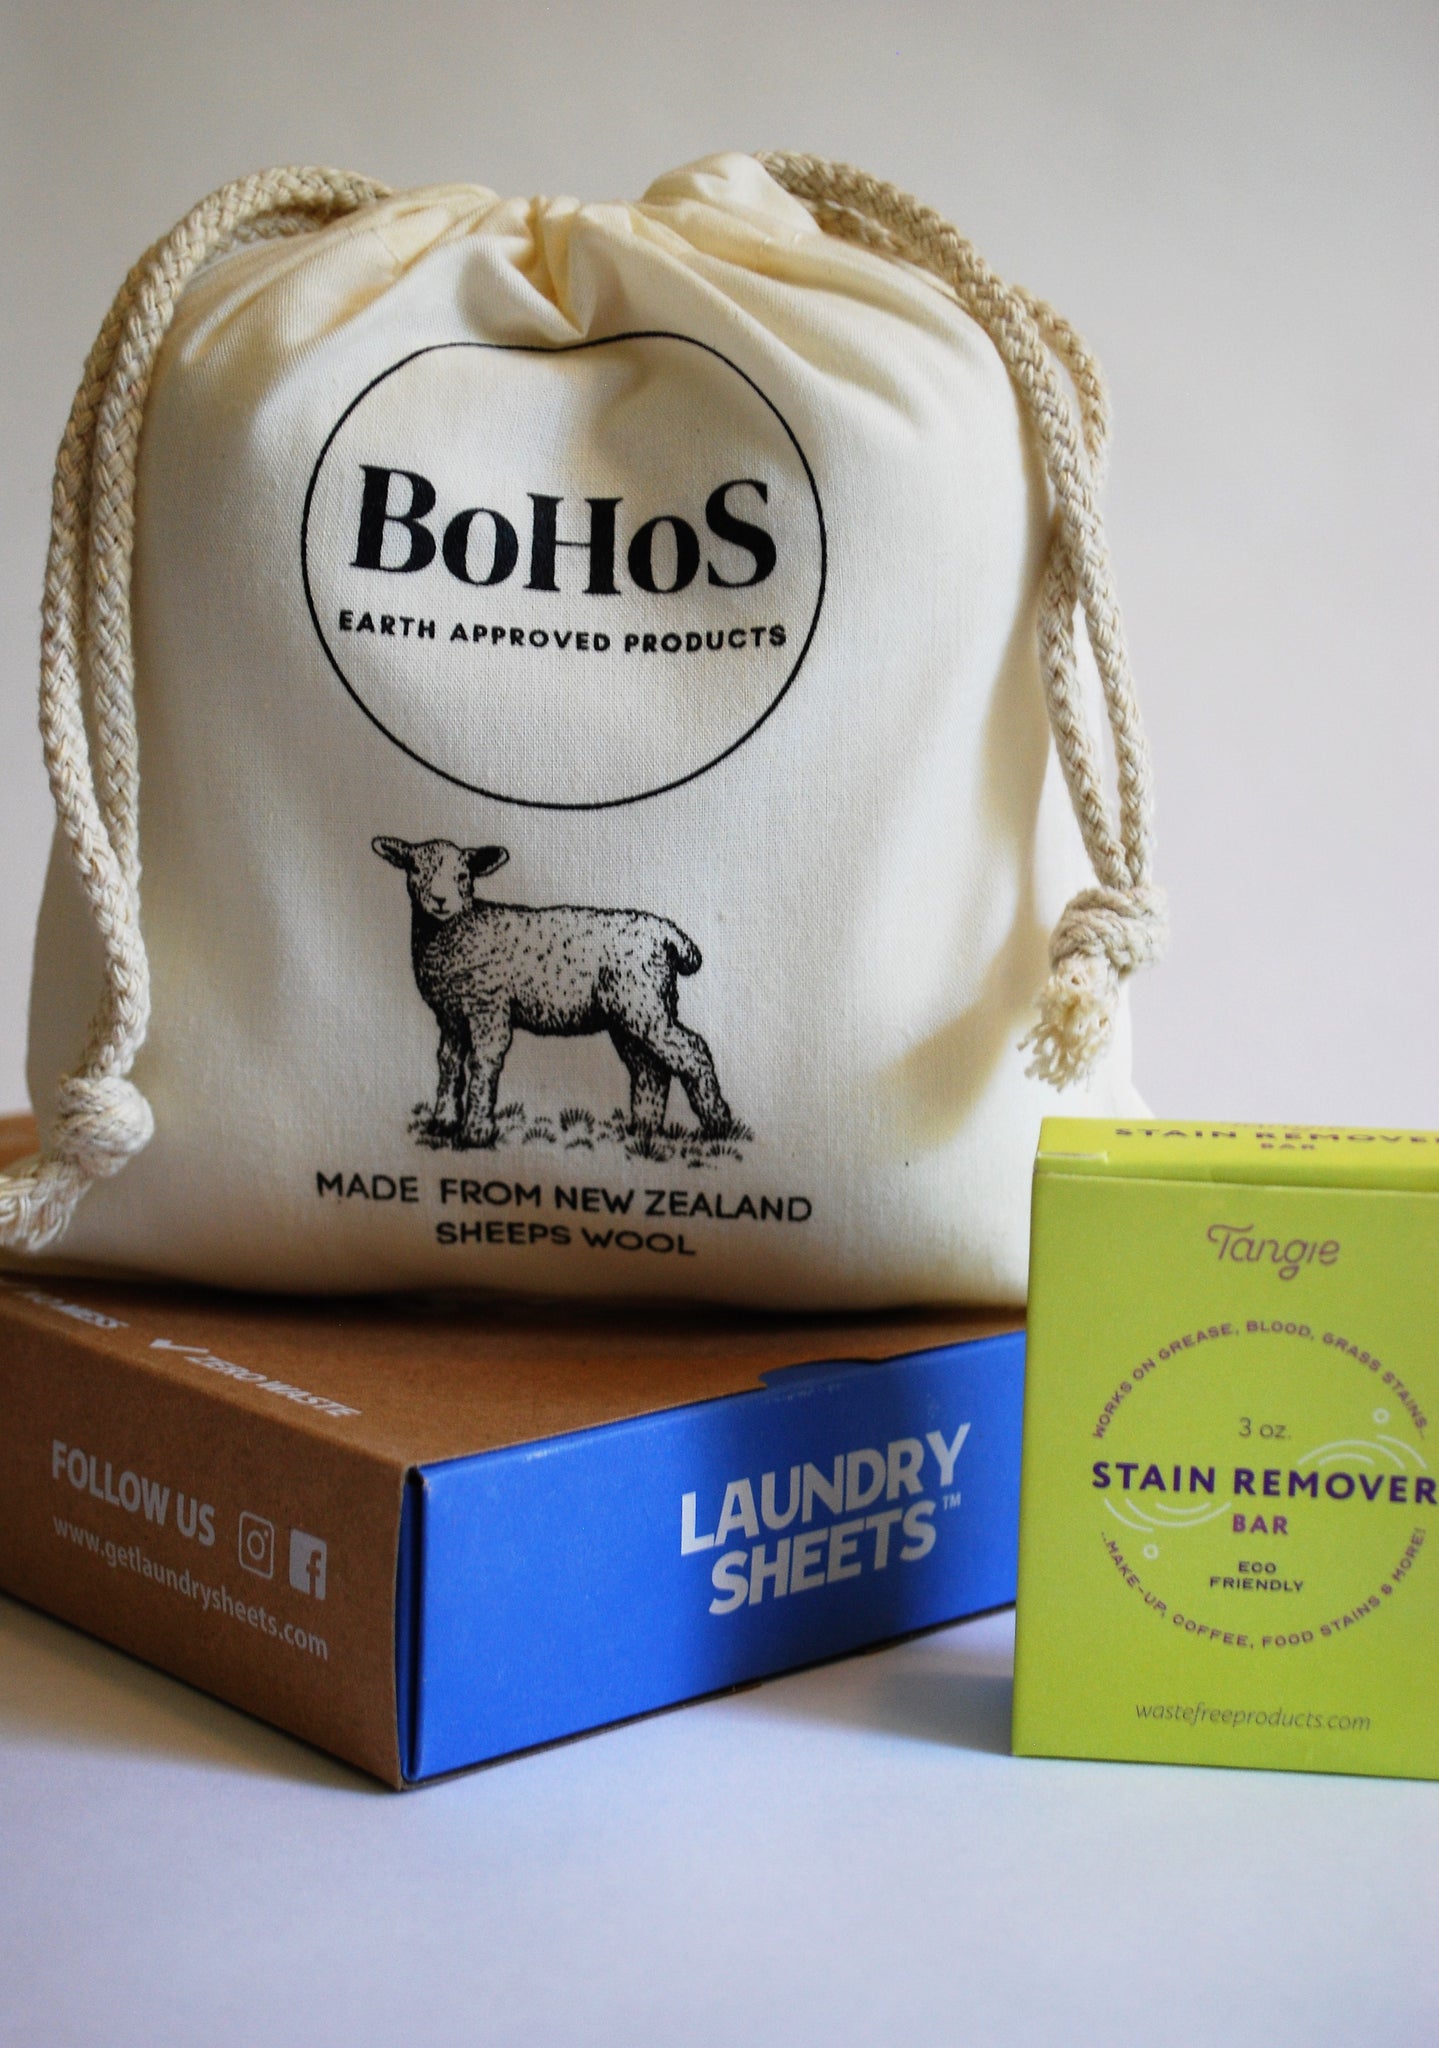 BoHoS
EARTH APPROVED PRODUCTS
MADE FROM NEW ZEALAND
SHEEPS WOOL
MESS
ZERO WASTE
FOLLOW US
www.getlaundrysheets.com
LAUNDRY
SHEETS™
STAIN REMOVER
BAR
Tangie
WORKS ON GREASE, BLOOD, GRASS STAINS..
3 oz.
STAIN REMOVER
BAR
ECO
FRIENDLY
..MAKE-UP, COFFEE, FOOD STAINS & MORE!
wastefreeproducts.com